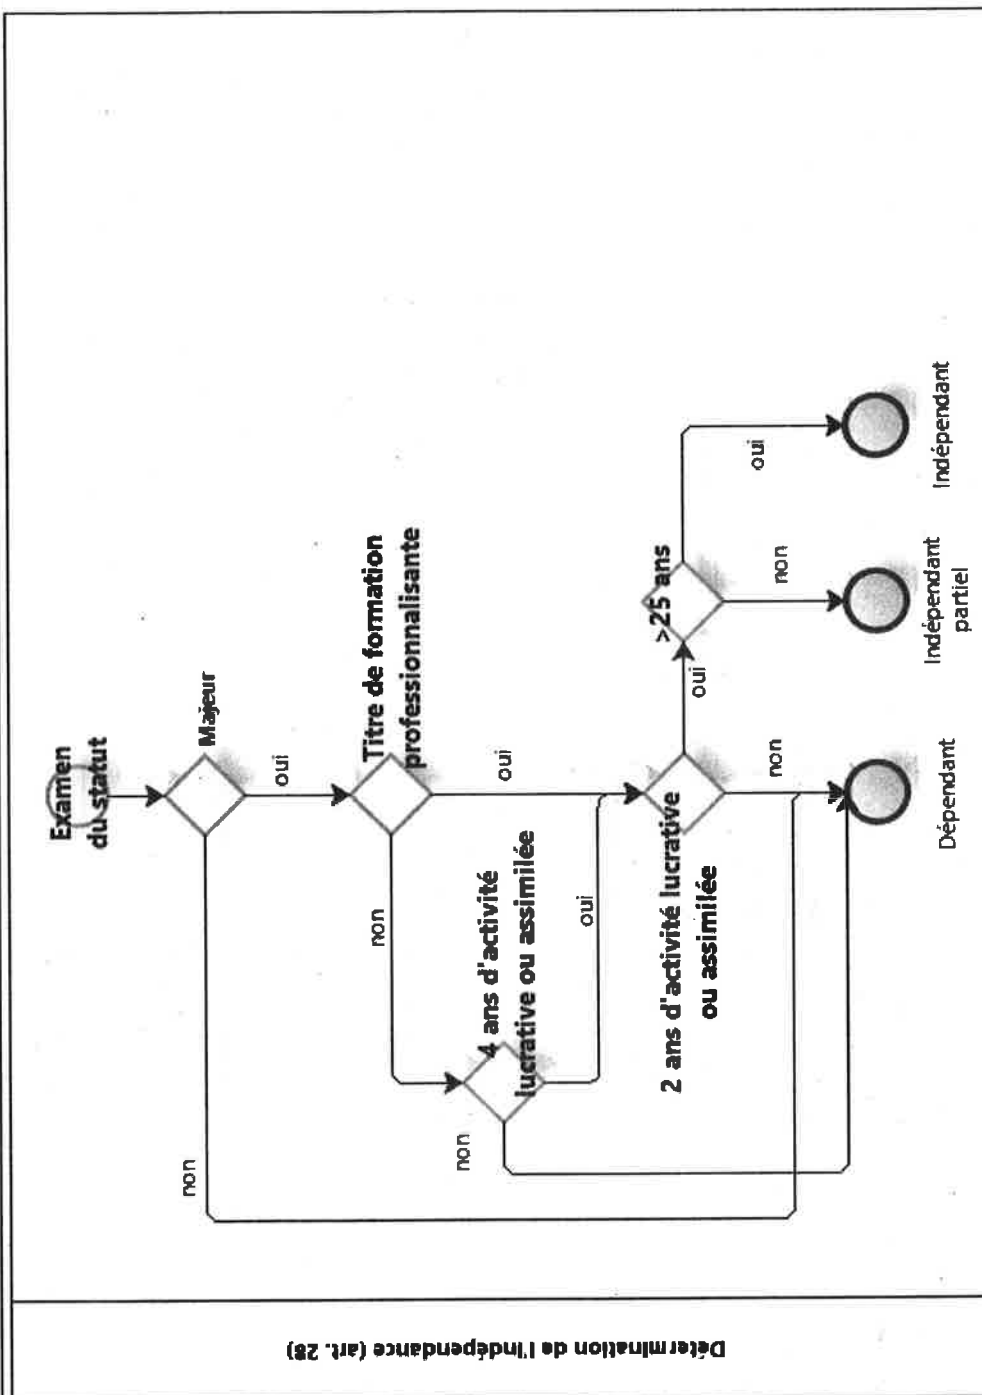 Détermination de l'indépendance (art. 28)
Examen
du statut
Majeur
non
oui
Titre de formation
professionnalisante
non
oui
4 ans d'activité
lucrative ou assimilée
non
oui
2 ans d'activité lucrative
ou assimilée
oui
non
>25 ans
non
oui
Dépendant
Indépendant
partiel
Indépendant